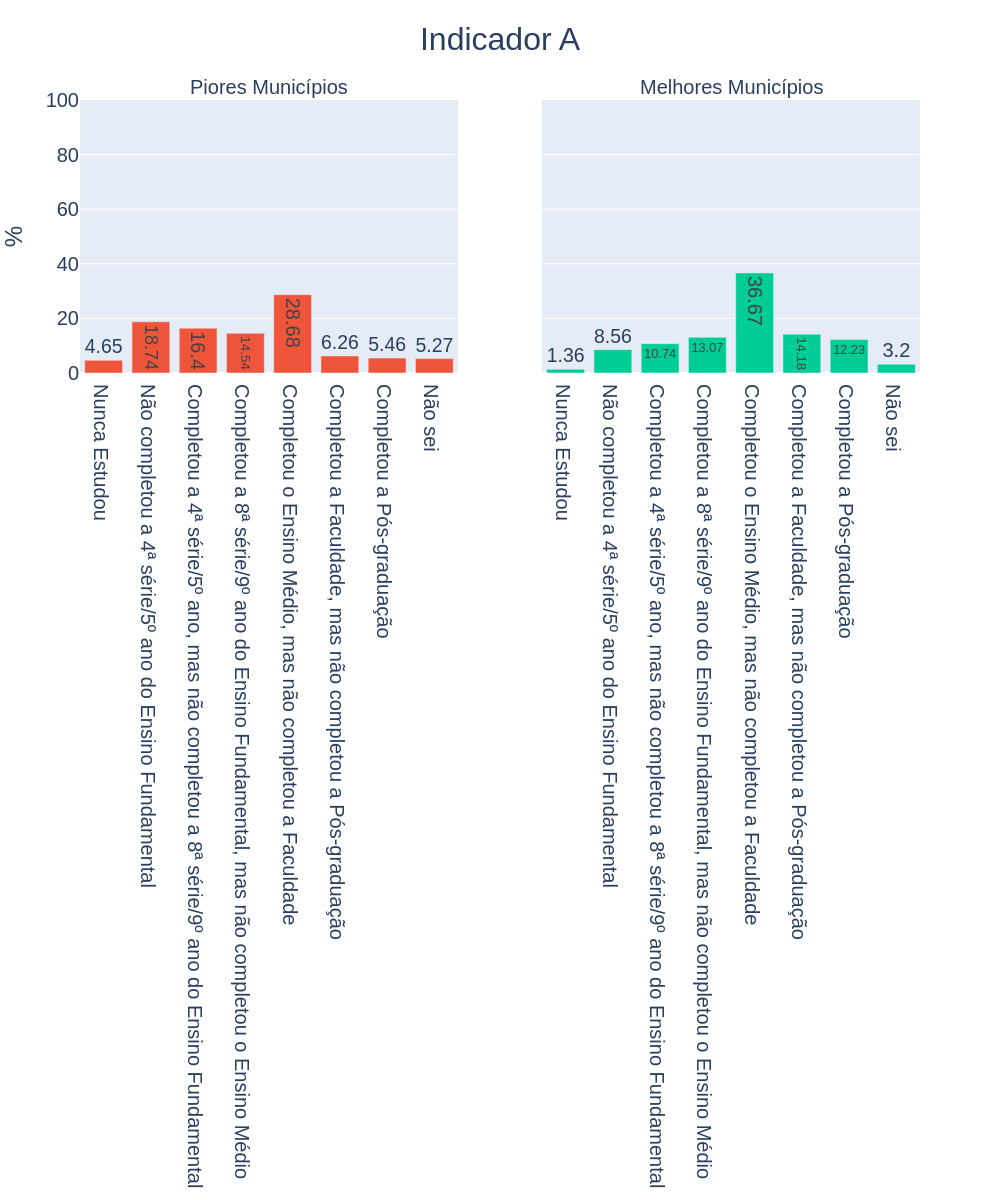 Indicador A
Piores Municípios
Melhores Municípios
%
100
80
60
40
20
0
4.65
18.74
16.4
14.54
28.68
6.26
5.46
5.27
1.36
8.56
10.74
13.07
36.67
14.18
12.23
3.2
Nunca Estudou
Não completou a 4ª série/5º ano do Ensino Fundamental
Completou a 4ª série/5º ano, mas não completou a 8ª série/9º ano do Ensino Fundamental
Completou a 8ª série/9º ano do Ensino Fundamental, mas não completou o Ensino Médio
Completou o Ensino Médio, mas não completou a Faculdade
Completou a Faculdade, mas não completou a Pós-graduação
Completou a Pós-graduação
Não sei
Nunca Estudou
Não completou a 4ª série/5º ano do Ensino Fundamental
Completou a 4ª série/5º ano, mas não completou a 8ª série/9º ano do Ensino Fundamental
Completou a 8ª série/9º ano do Ensino Fundamental, mas não completou o Ensino Médio
Completou o Ensino Médio, mas não completou a Faculdade
Completou a Faculdade, mas não completou a Pós-graduação
Completou a Pós-graduação
Não sei